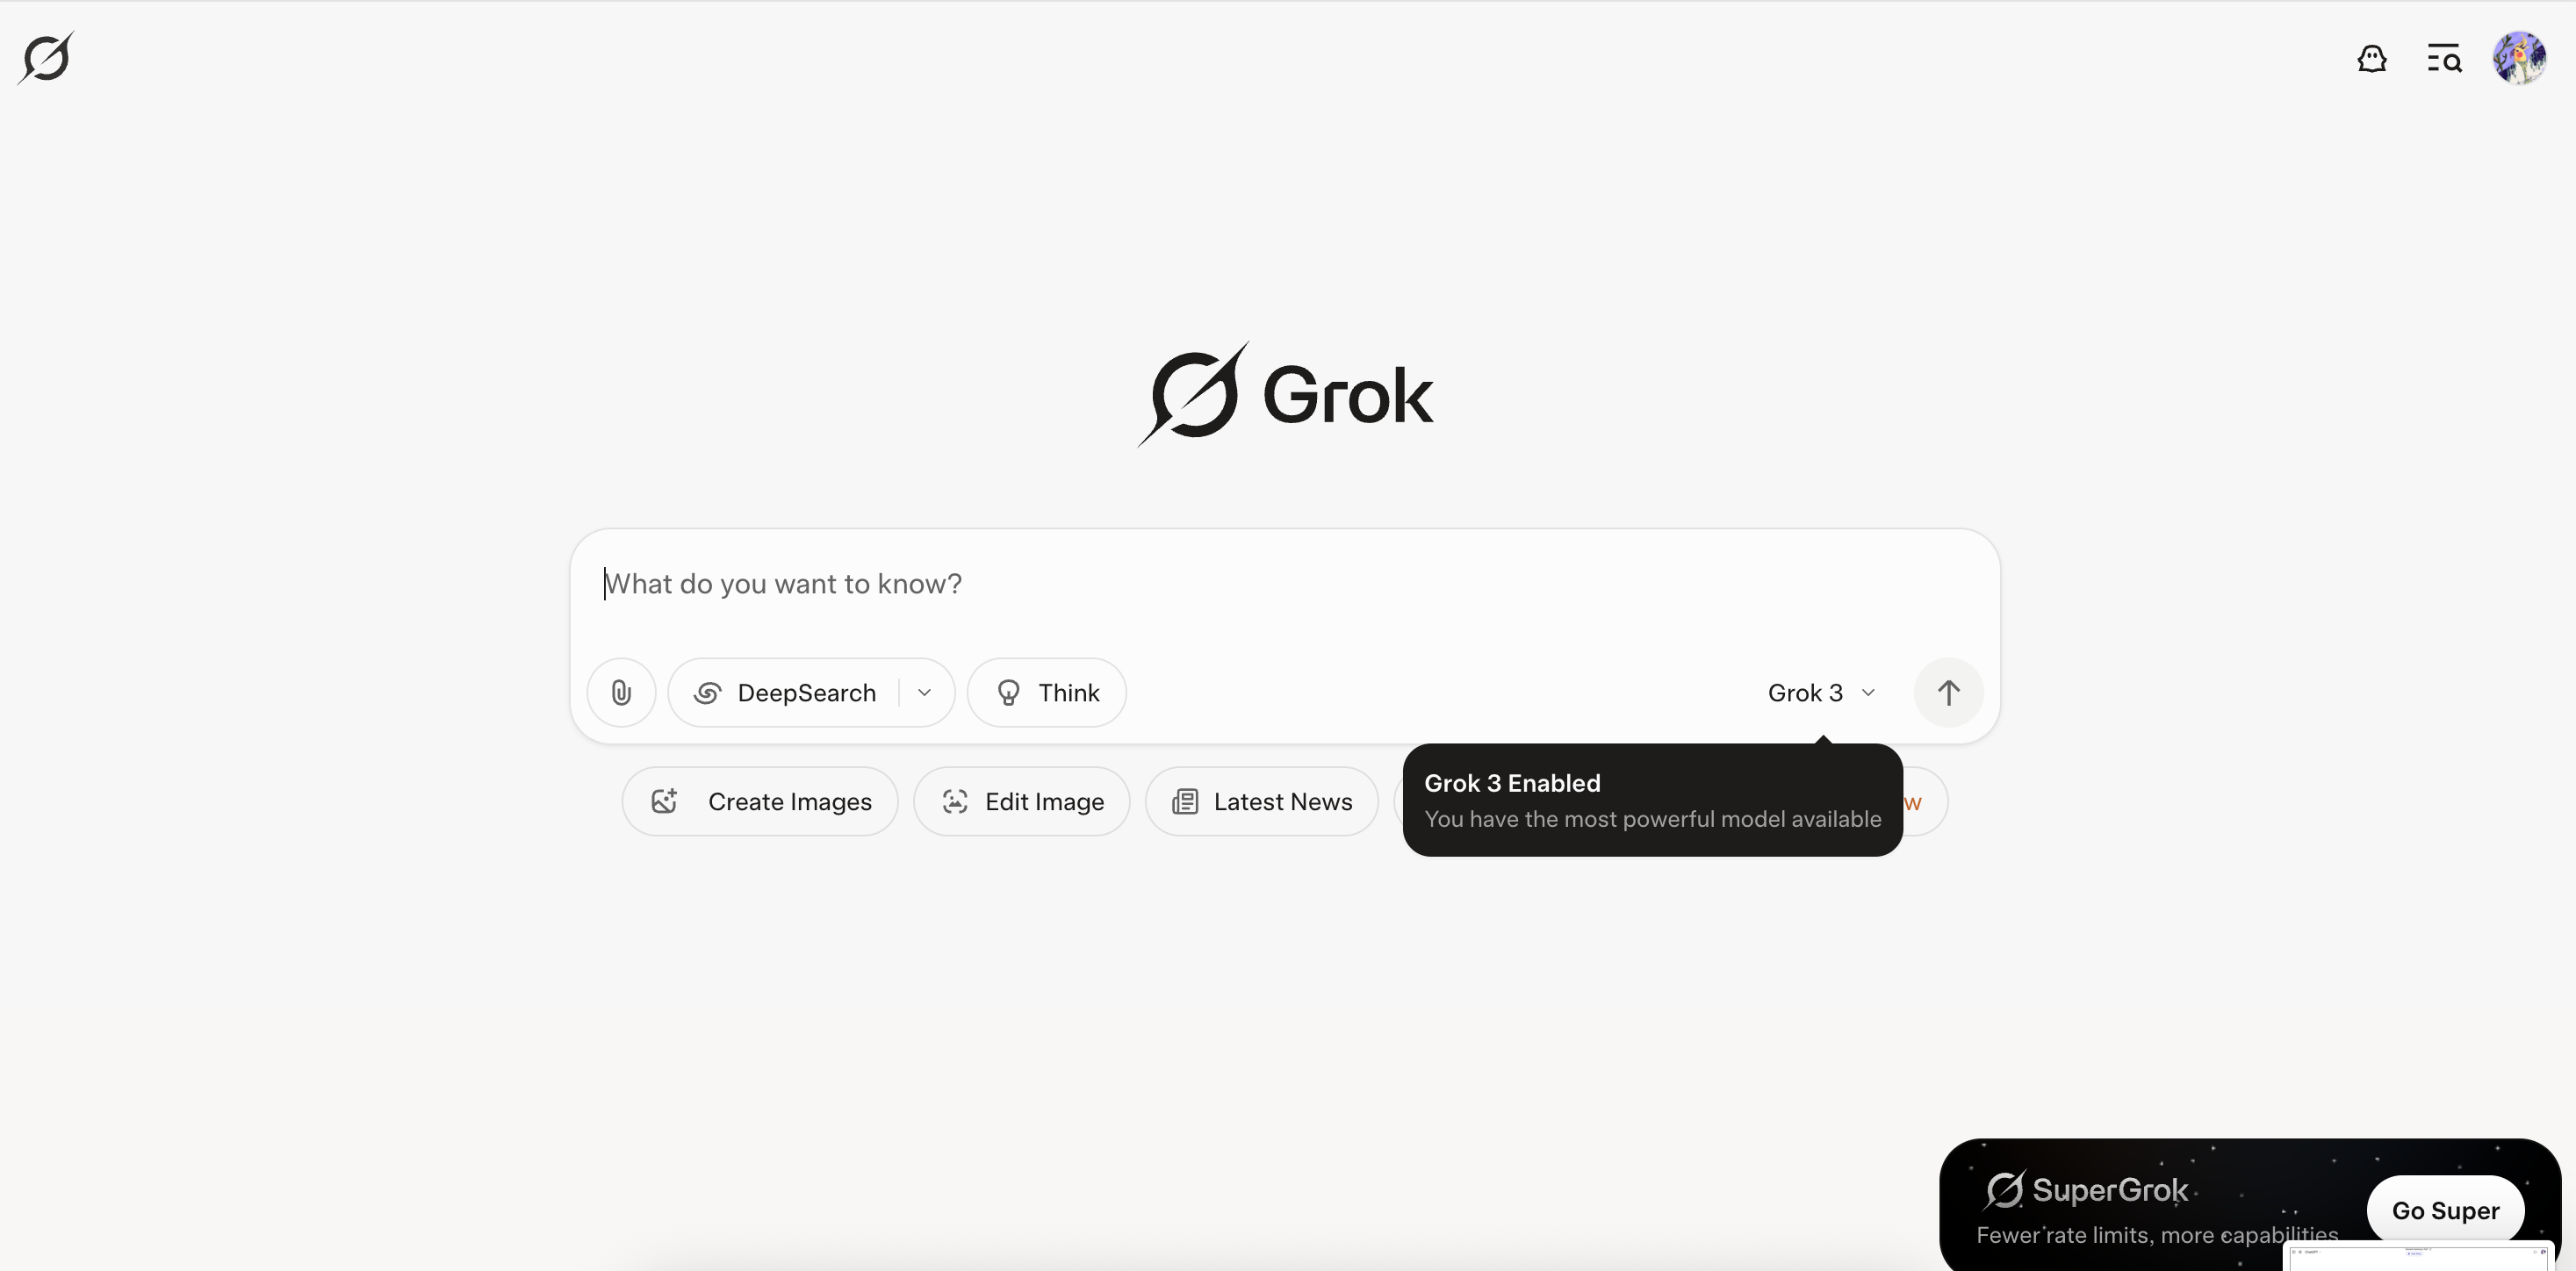 Grok
What do you want to know?
DeepSearch
Think
Grok 3
Create Images
Edit Image
Latest News
Grok 3 Enabled
You have the most powerful model available
w
SuperGrok
Fewer rate limits, more capabilities
Go Super